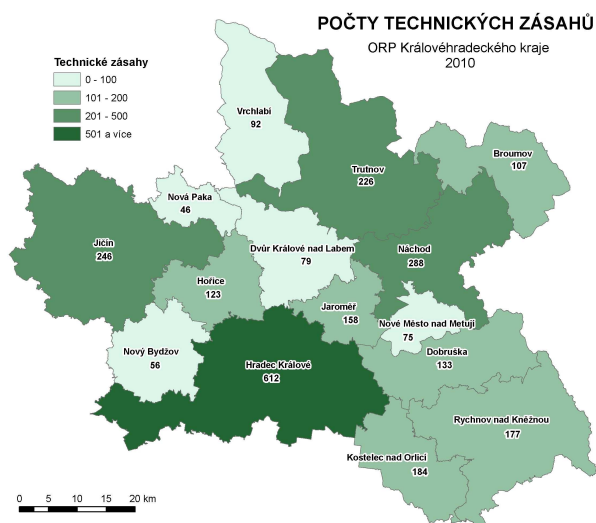 POČTY TECHNICKÝCH ZÁSAHŮ
ORP Královéhradeckého kraje
2010
Technické zásahy
0 - 100
101 - 200
201 - 500
501 a více
Vrchlabí
92
Trutnov
226
Broumov
107
Nová Paka
46
Jičín
246
Dvůr Králové nad Labem
79
Náchod
288
Hořice
123
Jaroměř
158
Nové Město nad Metují
75
Nový Bydžov
56
Hradec Králové
612
Dobruška
133
Rychnov nad Kněžnou
177
Kostelec nad Orlicí
184
0 5 10 15 20 km